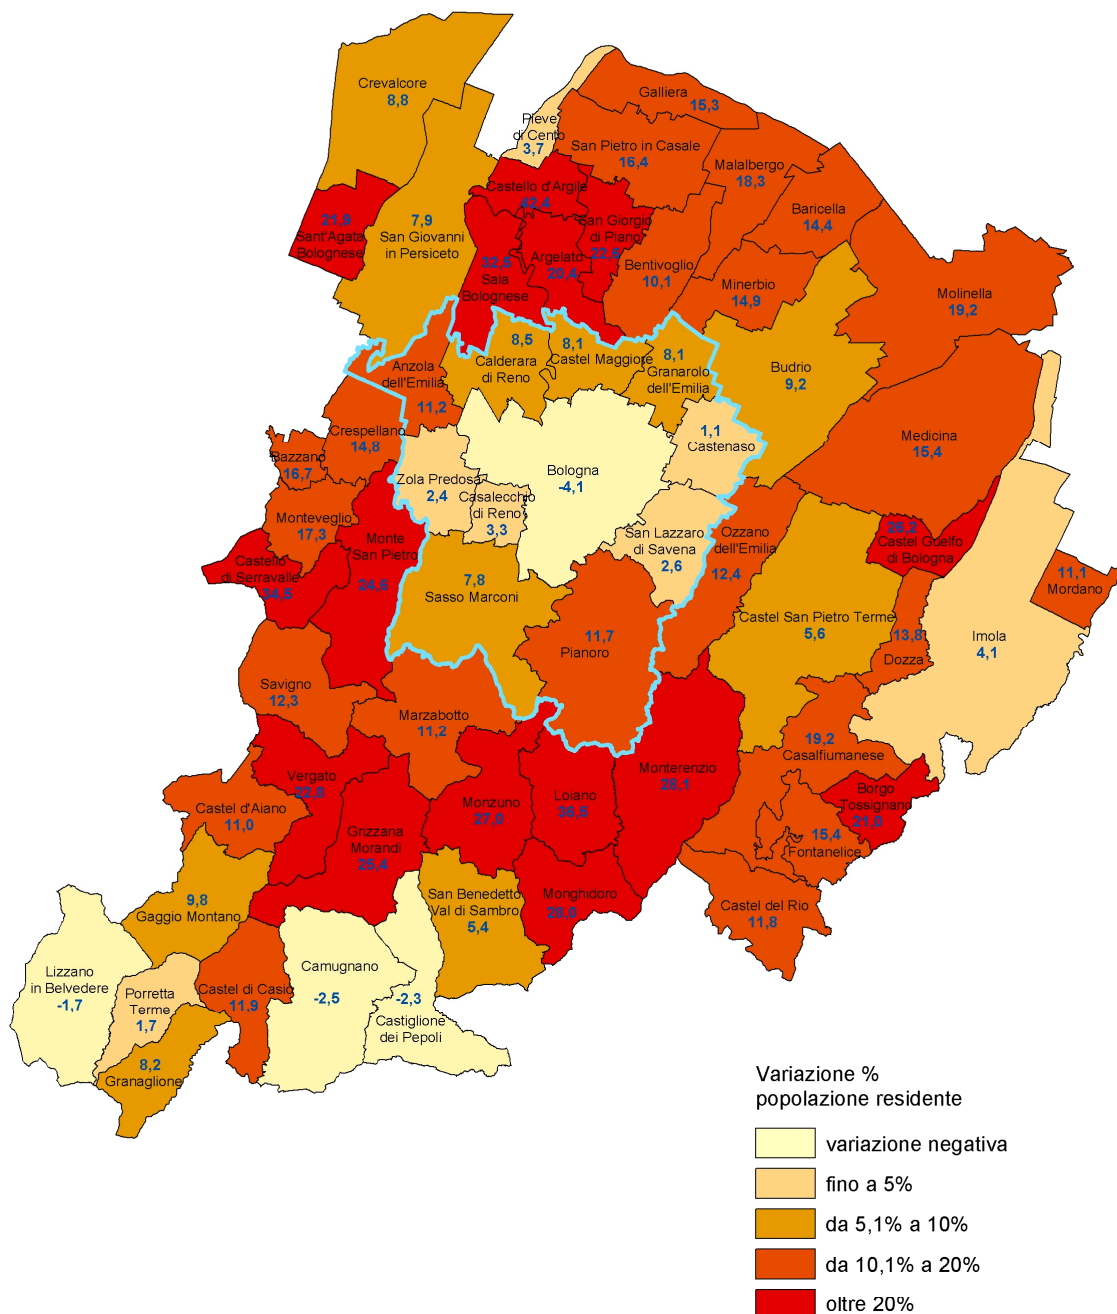 Crevalcore
8,8
Galliera
15,3
Pieve
di Cento
3,7
San Pietro in Casale
16,4
Malalbergo
18,3
Castello d'Argile
42,4
Baricella
14,4
21,9
Sant'Agata
Bolognese
7,9
San Giovanni
in Persiceto
San Giorgio
di Piano
22,6
Argelato
20,4
Sala
Bolognese
Bentivoglio
10,1
Minerbio
14,9
Molinella
19,2
8,5
Calderara
di Reno
8,1
Castel Maggiore
8,1
Granarolo
dell'Emilia
Anzola
dell'Emilia
11,2
Budrio
9,2
Crespellano
14,8
1,1
Castenaso
Medicina
15,4
Bazzano
16,7
Bologna
-4,1
Zola Predosa
2,4
Casalecchio
di Reno
3,3
Monteveglio
17,3
San Lazzaro
di Savena
2,6
Ozzano
dell'Emilia
12,4
26,2
Castel Guelfo
di Bologna
Monte
San Pietro
24,6
Castello
di Serravalle
34,5
11,1
Mordano
7,8
Sasso Marconi
Castel San Pietro Terme
5,6
13,8
Dozza
Imola
4,1
11,7
Pianoro
Savigno
12,3
Marzabotto
11,2
19,2
Casalfiumanese
Vergato
22,8
Monterenzio
28,1
Castel d'Aiano
11,0
Monzuno
27,0
Loiano
36,5
Borgo
Tossignano
21,0
Grizzana
Morandi
25,4
15,4
Fontanelice
9,8
Gaggio Montano
San Benedetto
Val di Sambro
5,4
Monghidoro
28,0
Castel del Rio
11,8
Lizzano
in Belvedere
-1,7
Porretta
Terme
1,7
Castel di Casio
11,9
Camugnano
-2,5
-2,3
Castiglione
dei Pepoli
8,2
Granaglione
Variazione %
popolazione residente
variazione negativa
fino a 5%
da 5,1% a 10%
da 10,1% a 20%
oltre 20%